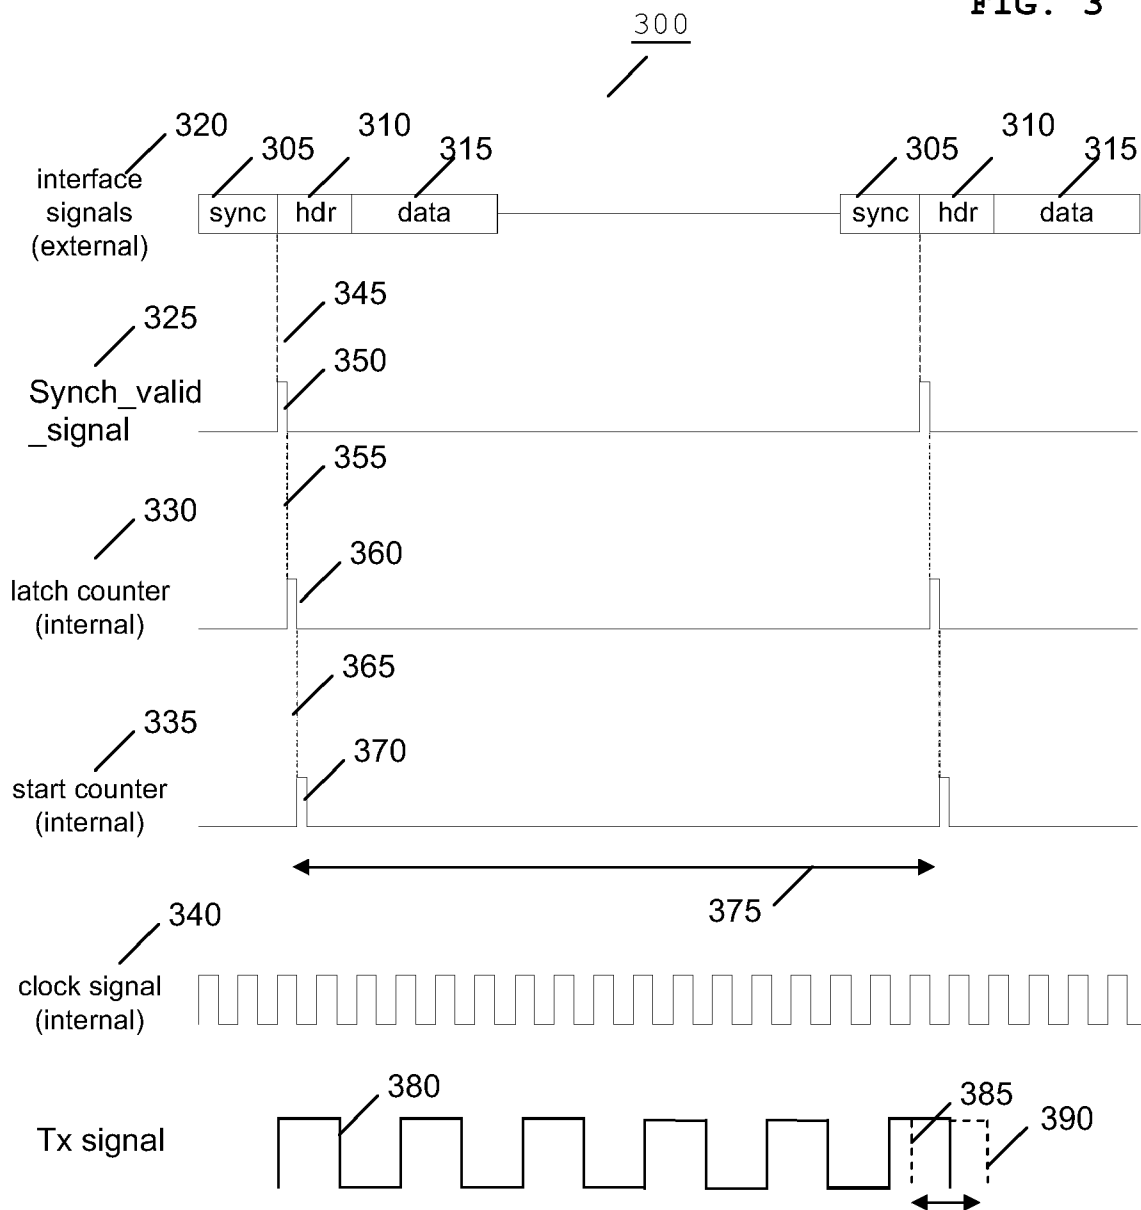 FIG. 3
300
320
305
310
315
305
310
315
interface
signals
(external)
sync
hdr
data
sync
hdr
data
345
325
350
Synch_valid
_signal
355
330
360
latch counter
(internal)
365
335
370
start counter
(internal)
375
340
clock signal
(internal)
380
385
390
Tx signal